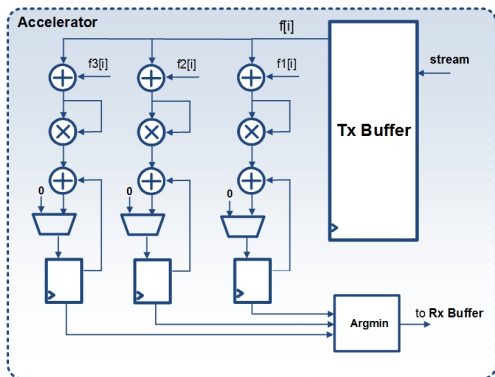 Accelerator
f[i]
f3[i]
f2[i]
f1[i]
stream
Tx Buffer
0
0
0
Argmin
to Rx Buffer